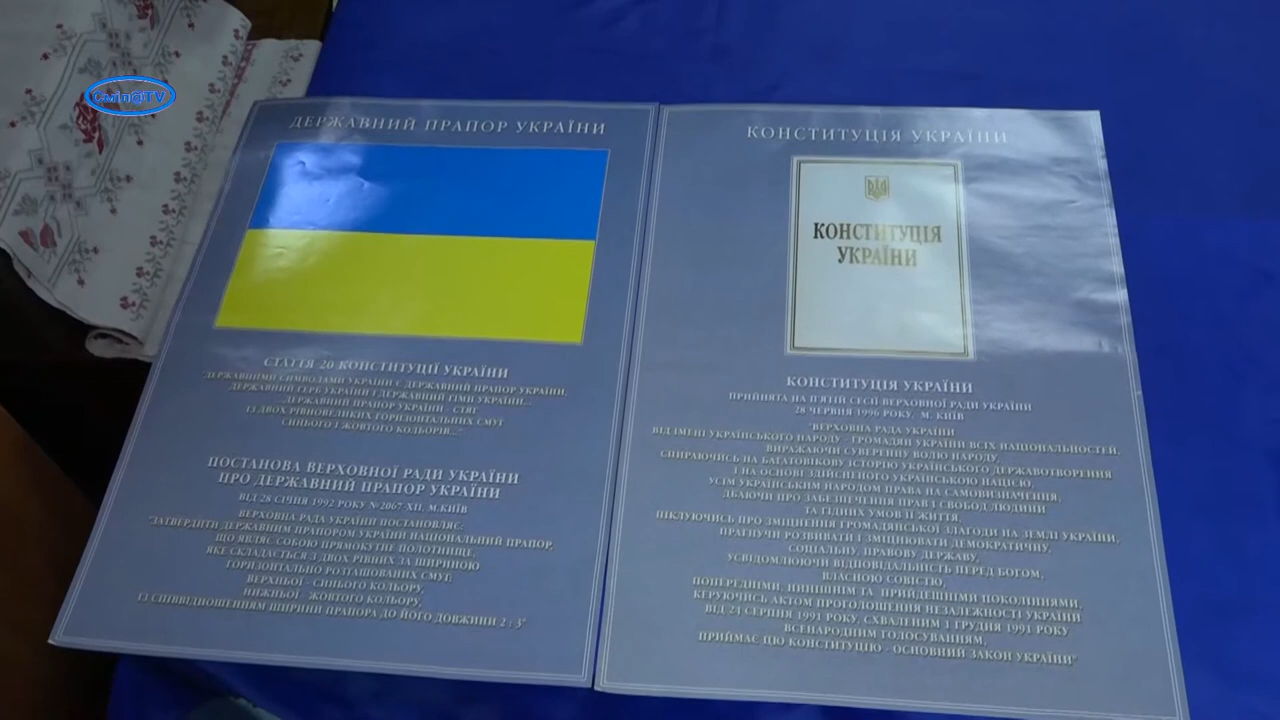 Сміл@TV
ДЕРЖАВНИЙ ПРАПОР УКРАЇНИ
СТАТТЯ 20 КОНСТИТУЦІЇ УКРАЇНИ
"ДЕРЖАВНИМИ СИМВОЛАМИ УКРАЇНИ Є ДЕРЖАВНИЙ ПРАПОР УКРАЇНИ,
ДЕРЖАВНИЙ ГЕРБ УКРАЇНИ І ДЕРЖАВНИЙ ГІМН УКРАЇНИ...
ДЕРЖАВНИЙ ПРАПОР УКРАЇНИ - СТЯГ
ІЗ ДВОХ РІВНОВЕЛИКИХ ГОРИЗОНТАЛЬНИХ СМУГ
СИНЬОГО І ЖОВТОГО КОЛЬОРІВ..."
ПОСТАНОВА ВЕРХОВНОЇ РАДИ УКРАЇНИ
ПРО ДЕРЖАВНИЙ ПРАПОР УКРАЇНИ
ВІД 28 СІЧНЯ 1992 РОКУ №2067-XII, М.КИЇВ
ВЕРХОВНА РАДА УКРАЇНИ ПОСТАНОВЛЯЄ:
"ЗАТВЕРДИТИ ДЕРЖАВНИМ ПРАПОРОМ УКРАЇНИ НАЦІОНАЛЬНИЙ ПРАПОР,
ЩО ЯВЛЯЄ СОБОЮ ПРЯМОКУТНЕ ПОЛОТНИЩЕ,
ЯКЕ СКЛАДАЄТЬСЯ З ДВОХ РІВНИХ ЗА ШИРИНОЮ
ГОРИЗОНТАЛЬНО РОЗТАШОВАНИХ СМУГ:
ВЕРХНЬОЇ - СИНЬОГО КОЛЬОРУ,
НИЖНЬОЇ - ЖОВТОГО КОЛЬОРУ,
ІЗ СПІВВІДНОШЕННЯМ ШИРИНИ ПРАПОРА ДО ЙОГО ДОВЖИНИ 2 : 3"
КОНСТИТУЦІЯ УКРАЇНИ
КОНСТИТУЦІЯ
УКРАЇНИ
КОНСТИТУЦІЯ УКРАЇНИ
ПРИЙНЯТА НА П'ЯТІЙ СЕСІЇ ВЕРХОВНОЇ РАДИ УКРАЇНИ
28 ЧЕРВНЯ 1996 РОКУ, М. КИЇВ
"ВЕРХОВНА РАДА УКРАЇНИ
ВІД ІМЕНІ УКРАЇНСЬКОГО НАРОДУ - ГРОМАДЯН УКРАЇНИ ВСІХ НАЦІОНАЛЬНОСТЕЙ,
ВИРАЖАЮЧИ СУВЕРЕННУ ВОЛЮ НАРОДУ,
СПИРАЮЧИСЬ НА БАГАТОВІКОВУ ІСТОРІЮ УКРАЇНСЬКОГО ДЕРЖАВОТВОРЕННЯ
І НА ОСНОВІ ЗДІЙСНЕНОГО УКРАЇНСЬКОЮ НАЦІЄЮ,
УСІМ УКРАЇНСЬКИМ НАРОДОМ ПРАВА НА САМОВИЗНАЧЕННЯ,
ДБАЮЧИ ПРО ЗАБЕЗПЕЧЕННЯ ПРАВ І СВОБОД ЛЮДИНИ
ТА ГІДНИХ УМОВ ЇЇ ЖИТТЯ,
ПІКЛУЮЧИСЬ ПРО ЗМІЦНЕННЯ ГРОМАДЯНСЬКОЇ ЗЛАГОДИ НА ЗЕМЛІ УКРАЇНИ,
ПРАГНУЧИ РОЗВИВАТИ І ЗМІЦНЮВАТИ ДЕМОКРАТИЧНУ,
СОЦІАЛЬНУ, ПРАВОВУ ДЕРЖАВУ,
УСВІДОМЛЮЮЧИ ВІДПОВІДАЛЬНІСТЬ ПЕРЕД БОГОМ,
ВЛАСНОЮ СОВІСТЮ,
ПОПЕРЕДНІМИ, НИНІШНІМ ТА ПРИЙДЕШНІМИ ПОКОЛІННЯМИ,
КЕРУЮЧИСЬ АКТОМ ПРОГОЛОШЕННЯ НЕЗАЛЕЖНОСТІ УКРАЇНИ
ВІД 24 СЕРПНЯ 1991 РОКУ, СХВАЛЕНИМ 1 ГРУДНЯ 1991 РОКУ
ВСЕНАРОДНИМ ГОЛОСУВАННЯМ,
ПРИЙМАЄ ЦЮ КОНСТИТУЦІЮ - ОСНОВНИЙ ЗАКОН УКРАЇНИ"